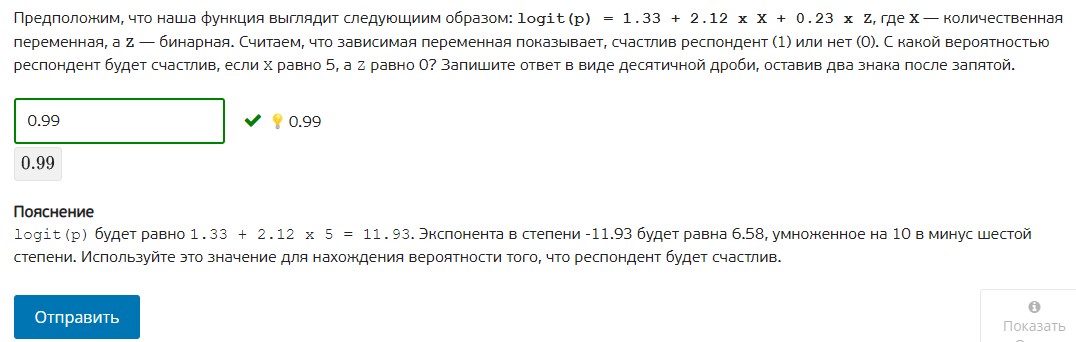 Предположим, что наша функция выглядит следующиим образом: logit(p) = 1.33 + 2.12 x X + 0.23 x Z, где X — количественная
переменная, а Z — бинарная. Считаем, что зависимая переменная показывает, счастлив респондент (1) или нет (0). С какой вероятностью
респондент будет счастлив, если X равно 5, а Z равно 0? Запишите ответ в виде десятичной дроби, оставив два знака после запятой.
0.99
0.99
0.99
Пояснение
logit(p) будет равно 1.33 + 2.12 x 5 = 11.93. Экспонента в степени -11.93 будет равна 6.58, умноженное на 10 в минус шестой
степени. Используйте это значение для нахождения вероятности того, что респондент будет счастлив.
Отправить
Показать